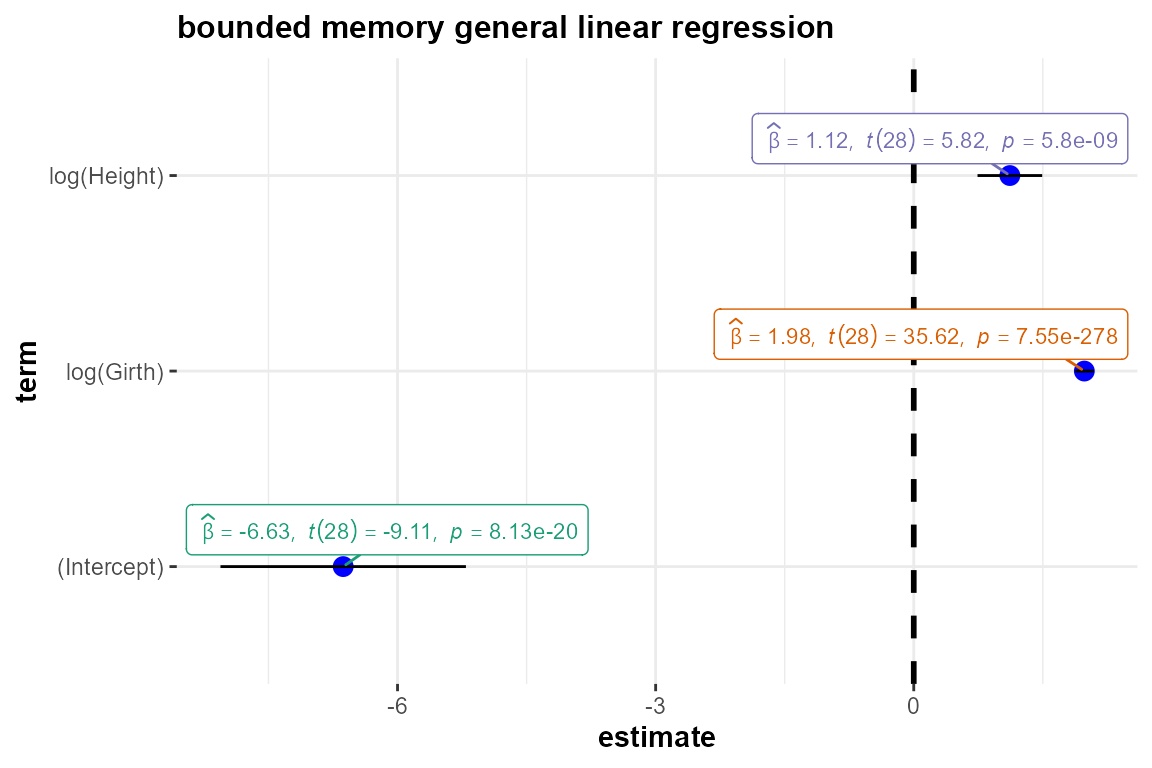 bounded memory general linear regression
term
log(Height)
β̂ = 1.12, t(28) = 5.82, p = 5.8e-09
log(Girth)
β̂ = 1.98, t(28) = 35.62, p = 7.55e-278
(Intercept)
β̂ = -6.63, t(28) = -9.11, p = 8.13e-20
-6 -3 0
estimate